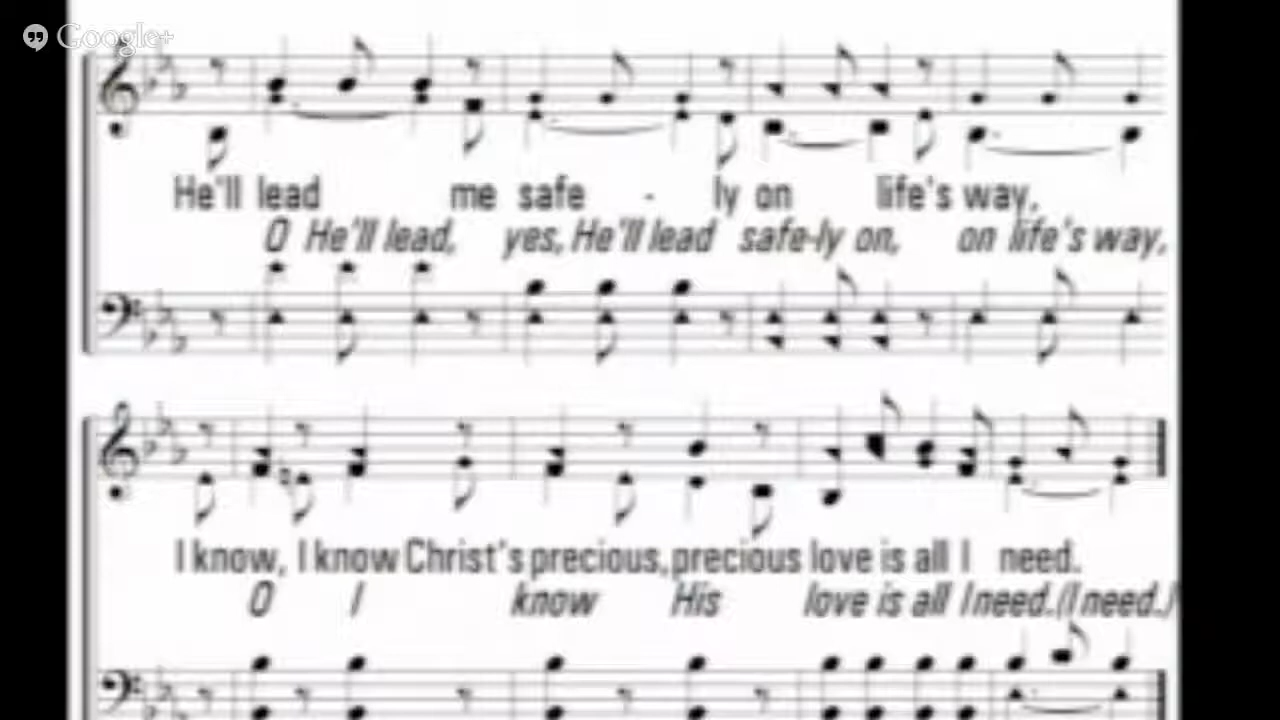 Google+
He'll lead me safe - ly on life's way,
O He'll lead, yes, He'll lead safe-ly on, on life's way,
I know, I know Christ's precious, precious love is all I need.
O I know His love is all I need. (I need.)